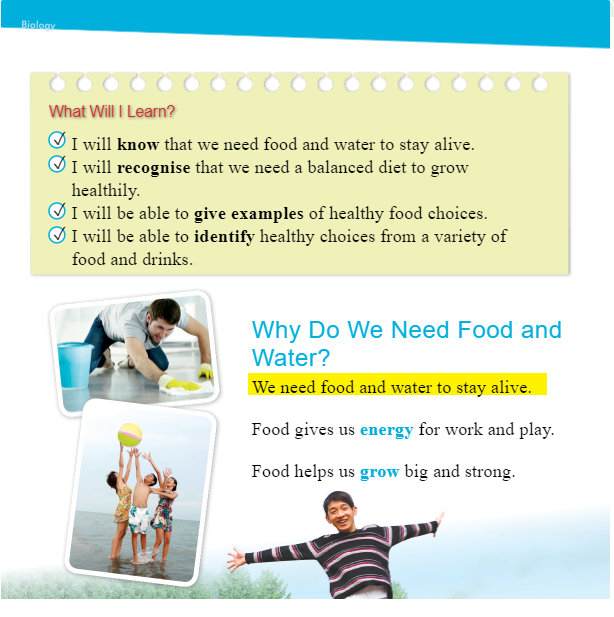 Biology
What Will I Learn?
I will know that we need food and water to stay alive.
I will recognise that we need a balanced diet to grow
healthily.
I will be able to give examples of healthy food choices.
I will be able to identify healthy choices from a variety of
food and drinks.
Why Do We Need Food and
Water?
We need food and water to stay alive.
Food gives us energy for work and play.
Food helps us grow big and strong.